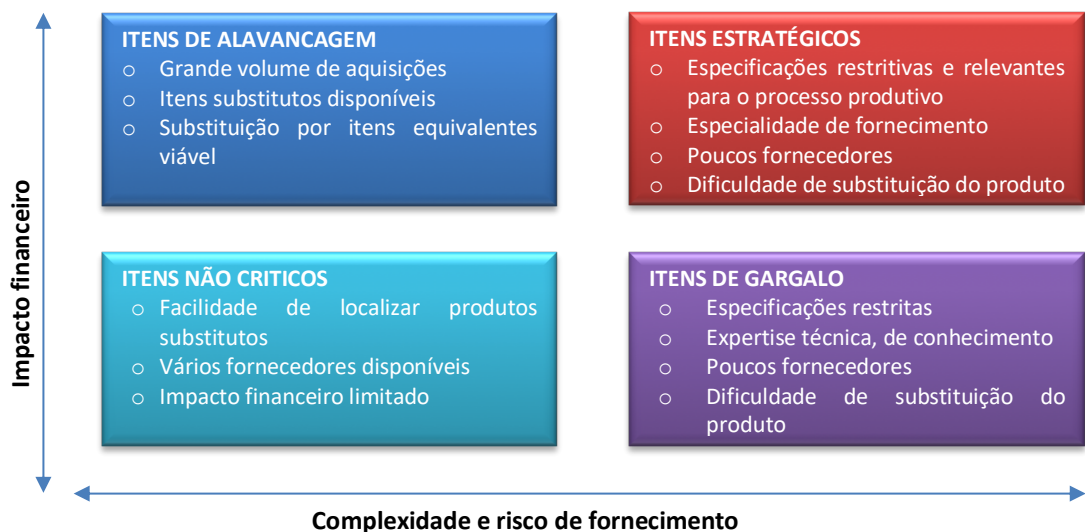 ITENS DE ALAVANCAGEM
o Grande volume de aquisições
o Itens substitutos disponíveis
o Substituição por itens equivalentes
viável
ITENS ESTRATÉGICOS
o Especificações restritivas e relevantes
para o processo produtivo
o Especialidade de fornecimento
o Poucos fornecedores
o Dificuldade de substituição do produto
Impacto financeiro
ITENS NÃO CRITICOS
o Facilidade de localizar produtos
substitutos
o Vários fornecedores disponíveis
o Impacto financeiro limitado
ITENS DE GARGALO
o Especificações restritas
o Expertise técnica, de conhecimento
o Poucos fornecedores
o Dificuldade de substituição do
produto
Complexidade e risco de fornecimento